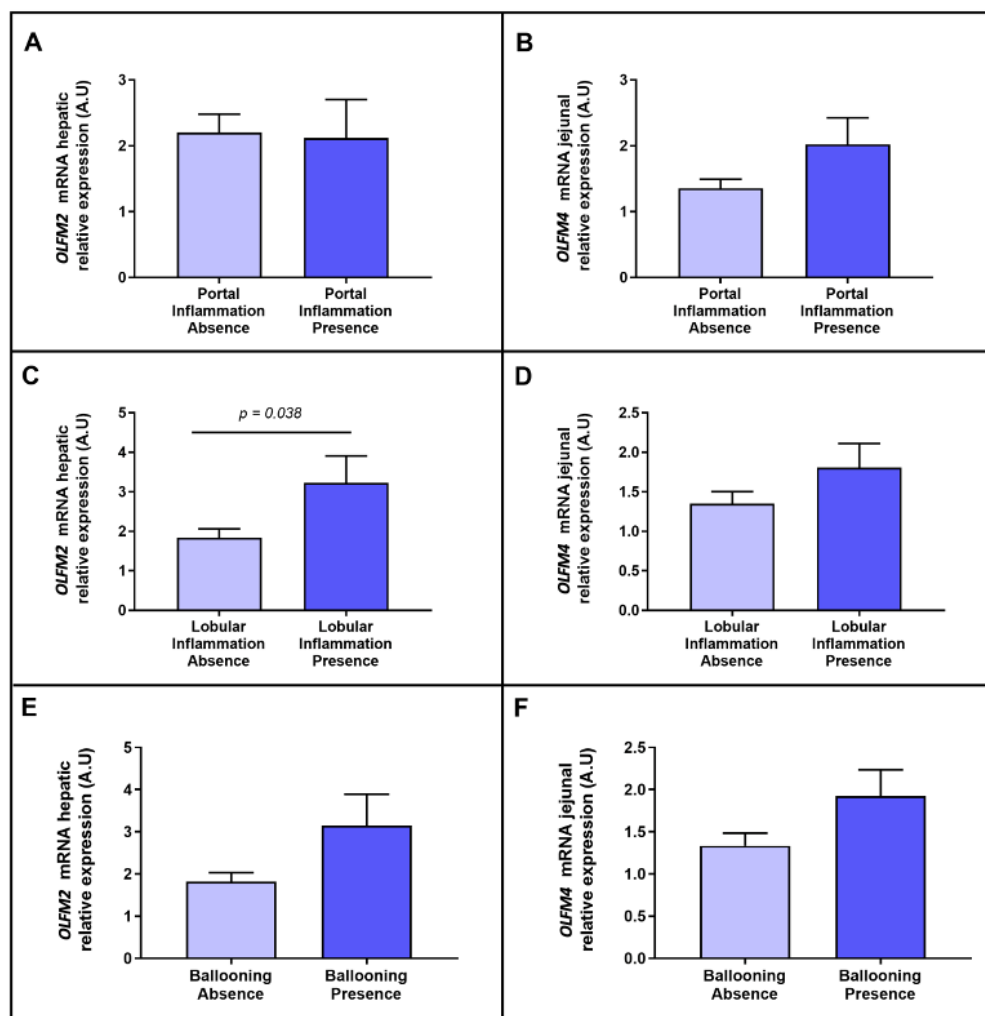 A
OLFM2 mRNA hepatic
relative expression (A.U)
3
2
1
0
Portal
Inflammation
Absence
Portal
Inflammation
Presence
B
OLFM4 mRNA jejunal
relative expression (A.U)
3
2
1
0
Portal
Inflammation
Absence
Portal
Inflammation
Presence
C
OLFM2 mRNA hepatic
relative expression (A.U)
5
4
3
2
1
0
p = 0.038
Lobular
Inflammation
Absence
Lobular
Inflammation
Presence
D
OLFM4 mRNA jejunal
relative expression (A.U)
2.5
2.0
1.5
1.0
0.5
0.0
Lobular
Inflammation
Absence
Lobular
Inflammation
Presence
E
OLFM2 mRNA hepatic
relative expression (A.U)
5
4
3
2
1
0
Ballooning
Absence
Ballooning
Presence
F
OLFM4 mRNA jejunal
relative expression (A.U)
2.5
2.0
1.5
1.0
0.5
0.0
Ballooning
Absence
Ballooning
Presence